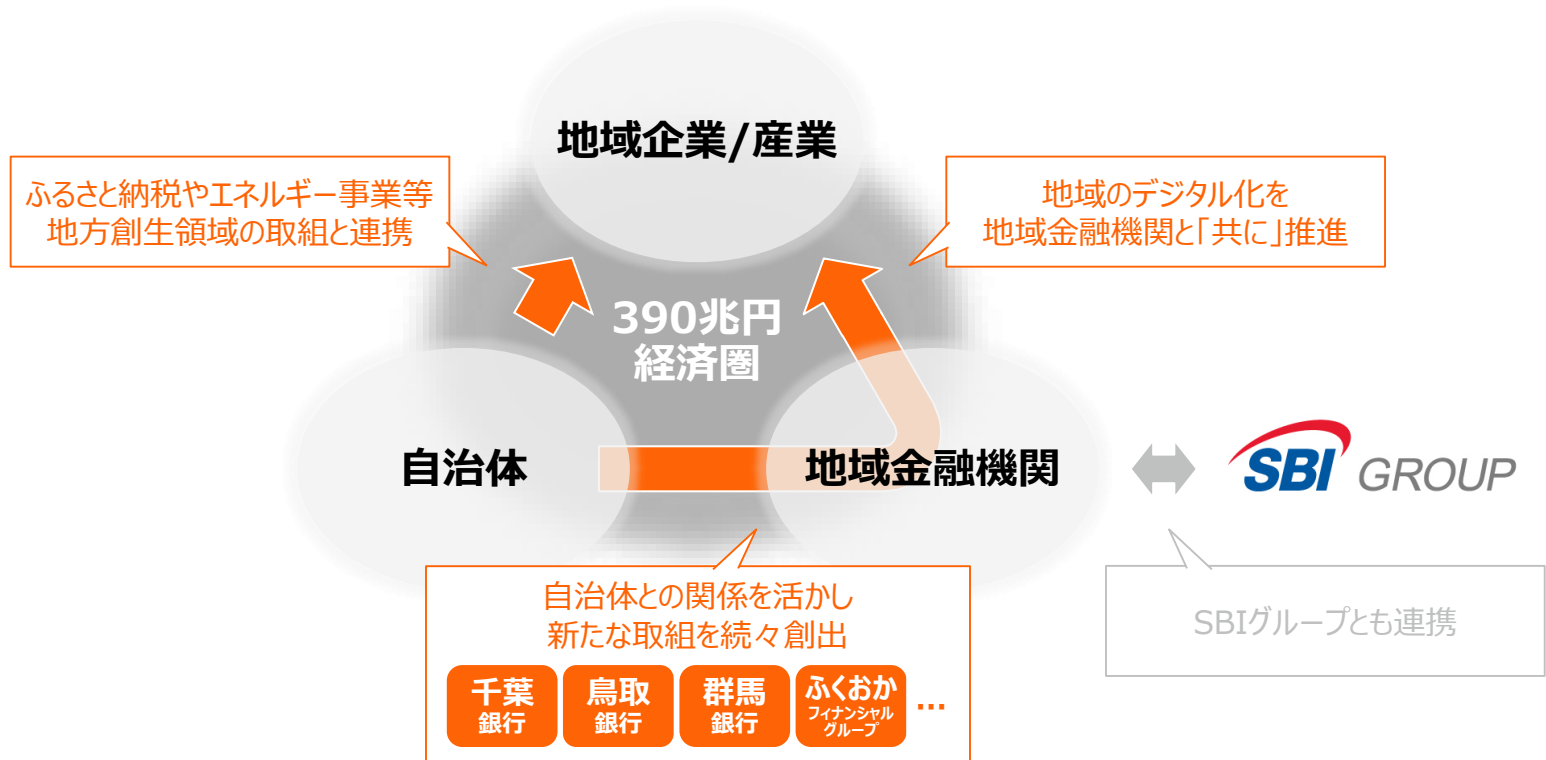 地域企業/産業
ふるさと納税やエネルギー事業等
地方創生領域の取組と連携
地域のデジタル化を
地域金融機関と「共に」推進
390兆円
経済圏
自治体
地域金融機関
SBI GROUP
自治体との関係を活かし
新たな取組を続々創出
千葉
銀行
鳥取
銀行
群馬
銀行
ふくおか
フィナンシャル
グループ
…
SBIグループとも連携